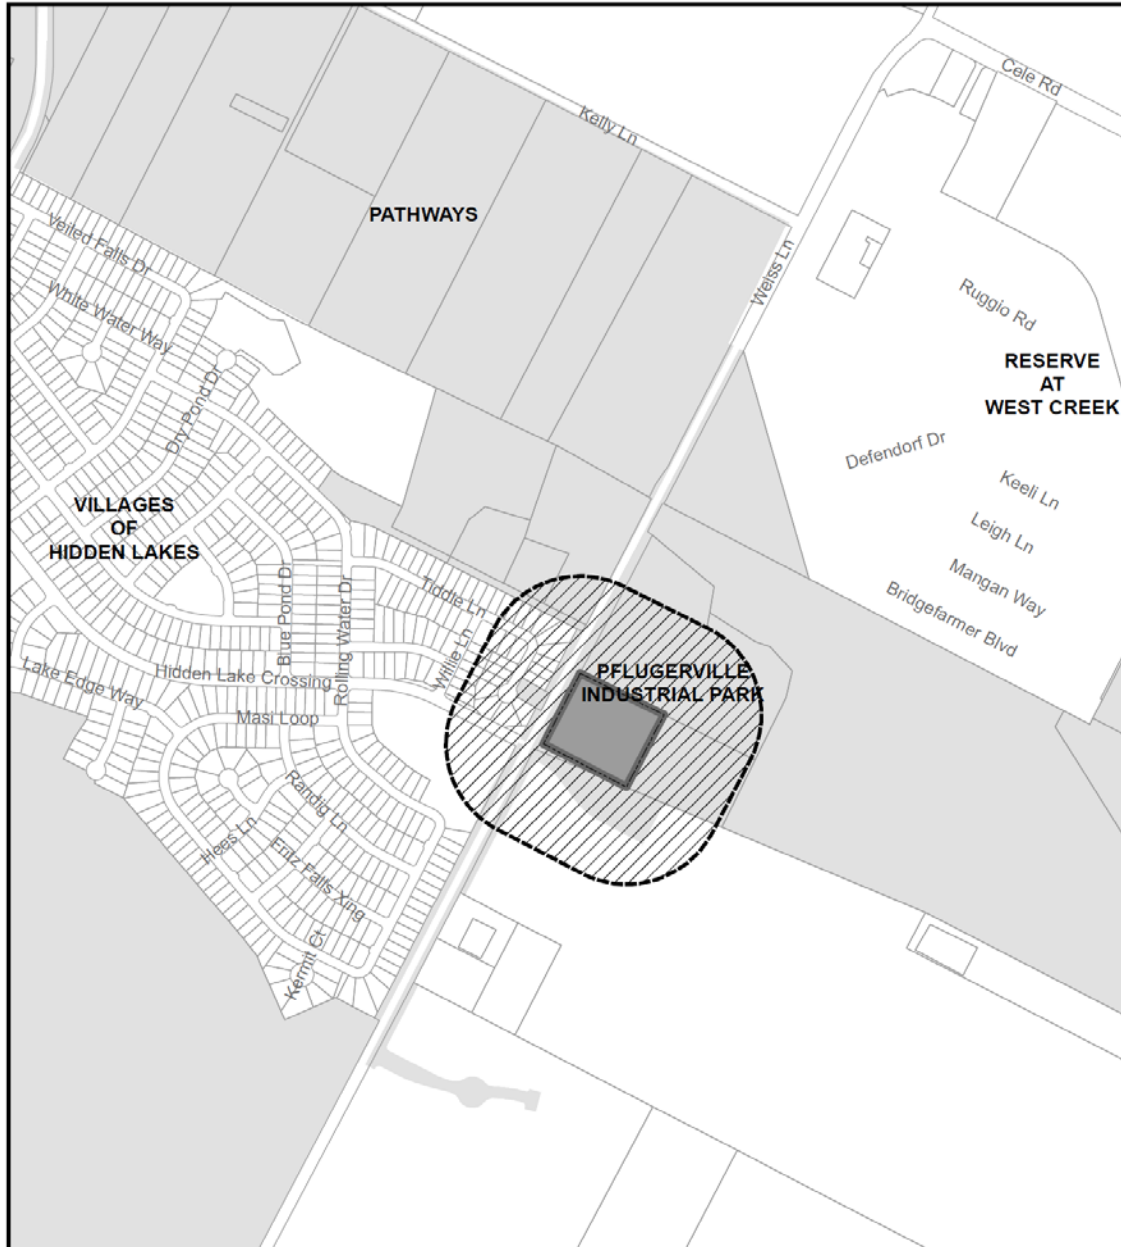 Cele Rd
Kelly Ln
PATHWAYS
Veiled Falls Dr
White Water Way
Weiss Ln
Ruggio Rd
RESERVE
AT
WEST CREEK
Dry Pond Dr
Defendorf Dr
Keeli Ln
VILLAGES
OF
HIDDEN LAKES
Leigh Ln
Mangan Way
Bridgefarmer Blvd
Tiddle Ln
Blue Pond Dr
Rolling Water Dr
Willie Ln
PFLUGERVILLE
INDUSTRIAL PARK
Hidden Lake Crossing
Lake Edge Way
Masi Loop
Randig Ln
Hees Ln
Fritz Falls Xing
Kermit Ct